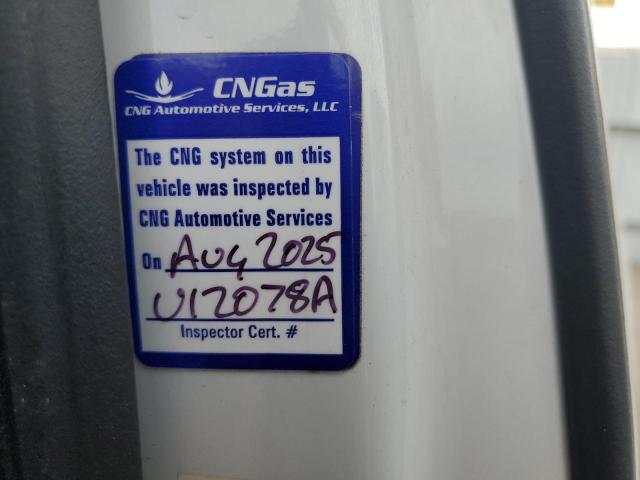 CNGas
CNG Automotive Services, LLC
The CNG system on this
vehicle was inspected by
CNG Automotive Services
On Aug 2025
U12078A
Inspector Cert. #